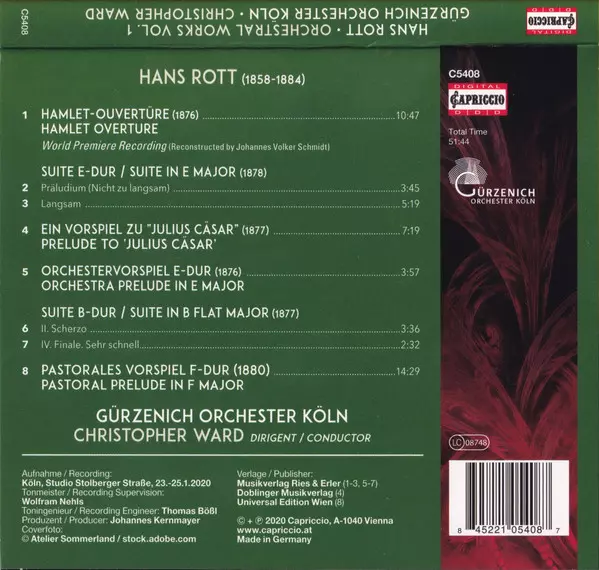 HANS ROTT · ORCHESTRAL WORKS VOL. 1
GÜRZENICH ORCHESTER KÖLN · CHRISTOPHER WARD
C5408
DIGITAL
CAPRICCIO
D D D
HANS ROTT (1858-1884)
1 HAMLET-OUVERTÜRE (1876) 10:47
HAMLET OVERTURE
World Premiere Recording (Reconstructed by Johannes Volker Schmidt)
SUITE E-DUR / SUITE IN E MAJOR (1878)
2 Präludium (Nicht zu langsam) 3:45
3 Langsam 5:19
4 EIN VORSPIEL ZU "JULIUS CÄSAR" (1877) 7:19
PRELUDE TO 'JULIUS CÄSAR'
5 ORCHESTERVORSPIEL E-DUR (1876) 3:57
ORCHESTRA PRELUDE IN E MAJOR
SUITE B-DUR / SUITE IN B FLAT MAJOR (1877)
6 II. Scherzo 3:36
7 IV. Finale. Sehr schnell 2:32
8 PASTORALES VORSPIEL F-DUR (1880) 14:29
PASTORAL PRELUDE IN F MAJOR
GÜRZENICH ORCHESTER KÖLN
CHRISTOPHER WARD DIRIGENT / CONDUCTOR
Aufnahme / Recording:
Köln, Studio Stolberger Straße, 23.-25.1.2020
Tonmeister / Recording Supervision:
Wolfram Nehls
Toningenieur / Recording Engineer: Thomas Bößl
Produzent / Producer: Johannes Kernmayer
Coverfoto:
© Atelier Sommerland / stock.adobe.com
Verlage / Publisher:
Musikverlag Ries & Erler (1-3, 5-7)
Doblinger Musikverlag (4)
Universal Edition Wien (8)
© + ℗ 2020 Capriccio, A-1040 Vienna
www.capriccio.at
Made in Germany
C5408
DIGITAL
CAPRICCIO
D D D
Total Time
51:44
GÜRZENICH
ORCHESTER KÖLN
LC 08748
8 45221 05408 7